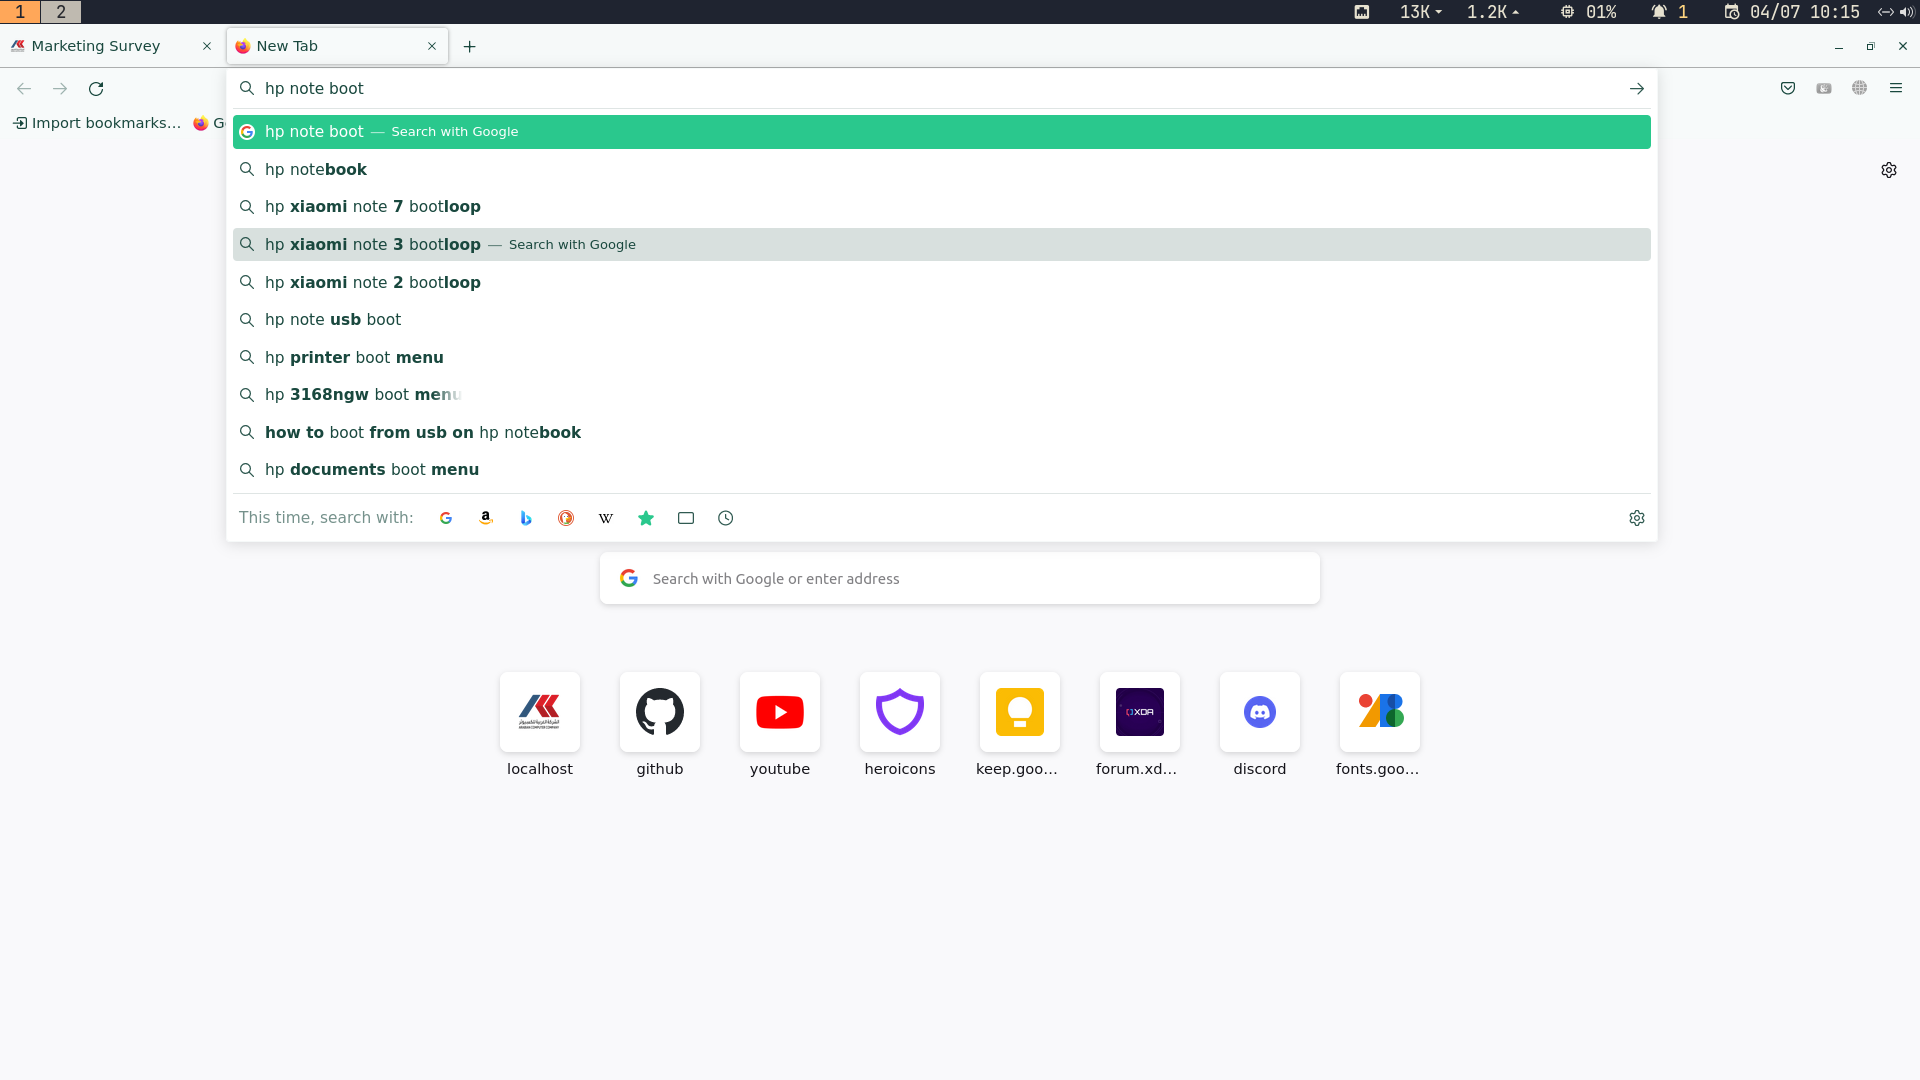 1 2 13K 1.2K 01% 1 04/07 10:15
Marketing Survey New Tab
hp note boot
Import bookmarks... G
hp note boot — Search with Google
hp notebook
hp xiaomi note 7 bootloop
hp xiaomi note 3 bootloop — Search with Google
hp xiaomi note 2 bootloop
hp note usb boot
hp printer boot menu
hp 3168ngw boot menu
how to boot from usb on hp notebook
hp documents boot menu
This time, search with:
Search with Google or enter address
XDA
localhost github youtube heroicons keep.goo... forum.xd... discord fonts.goo...